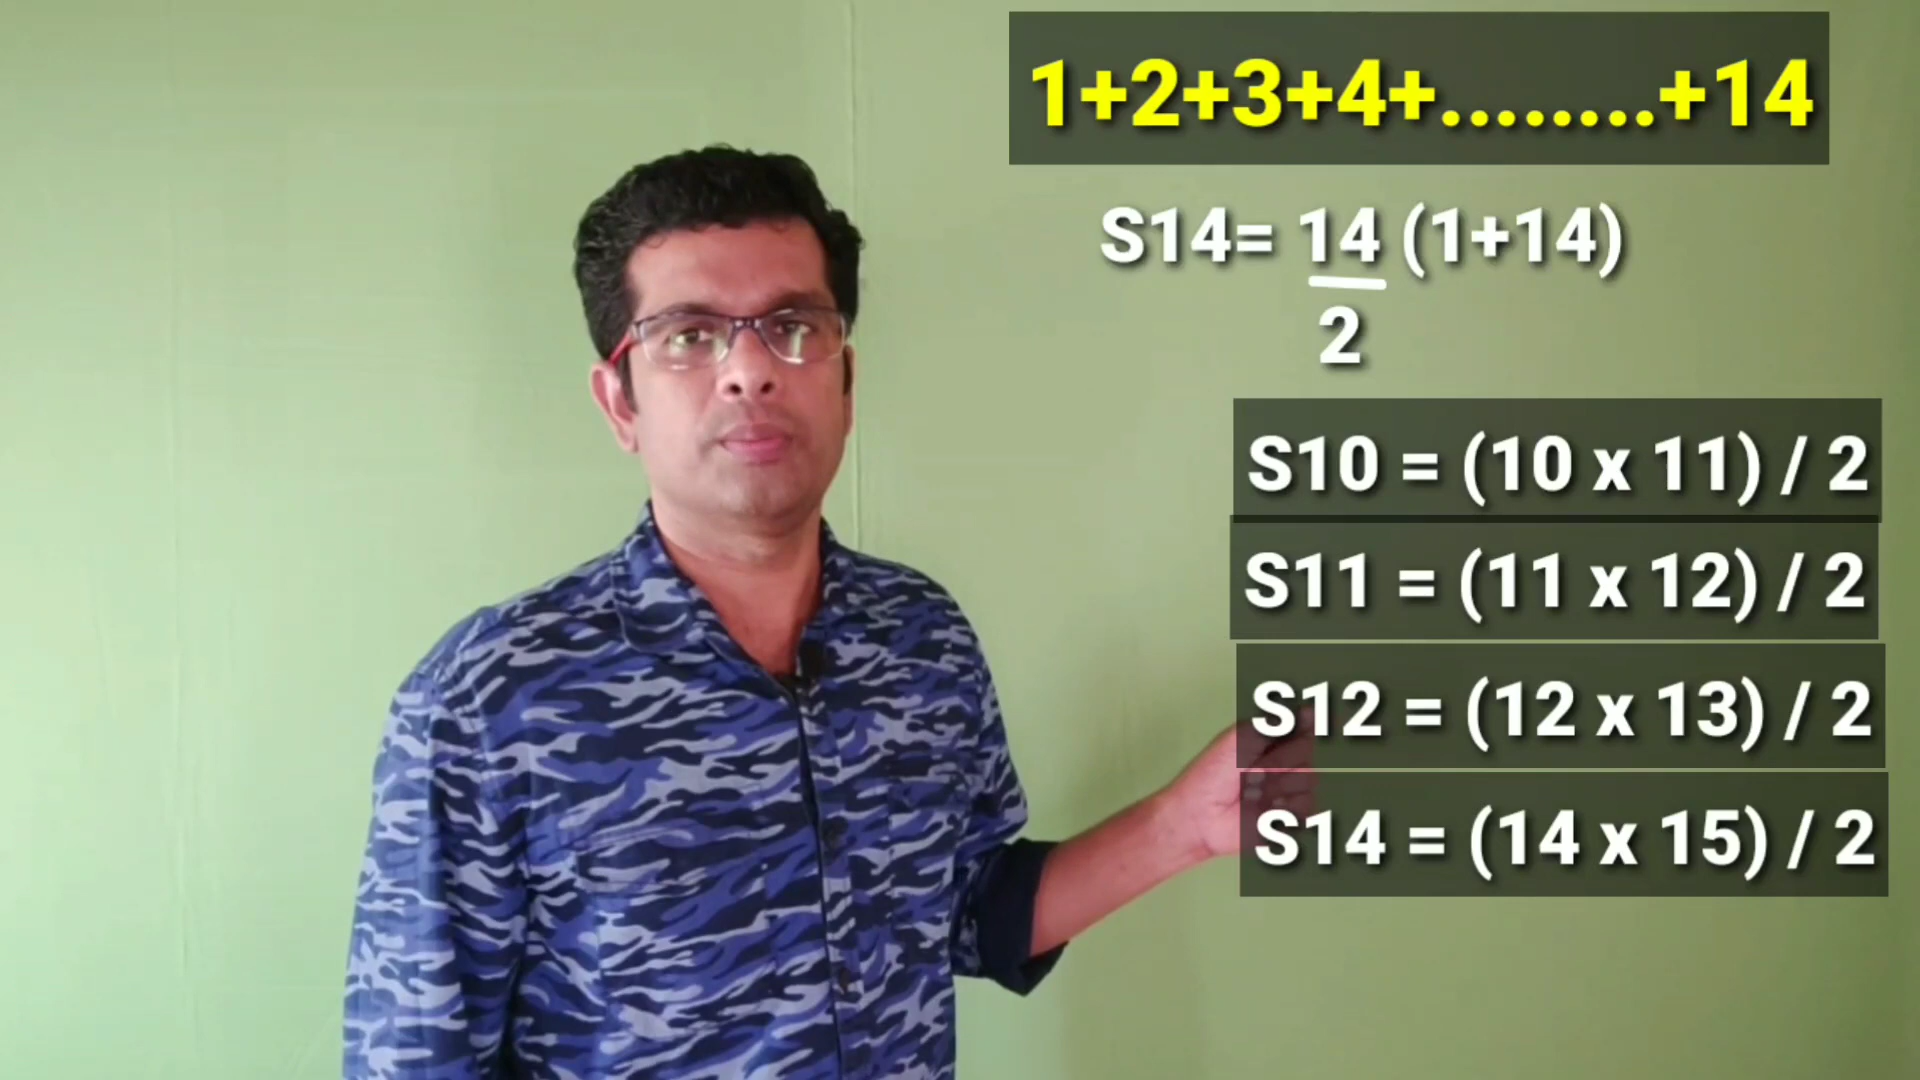 1+2+3+4+........+14
S14= 14 (1+14)
2
S10 = (10 x 11) / 2
S11 = (11 x 12) / 2
S12 = (12 x 13) / 2
S14 = (14 x 15) / 2